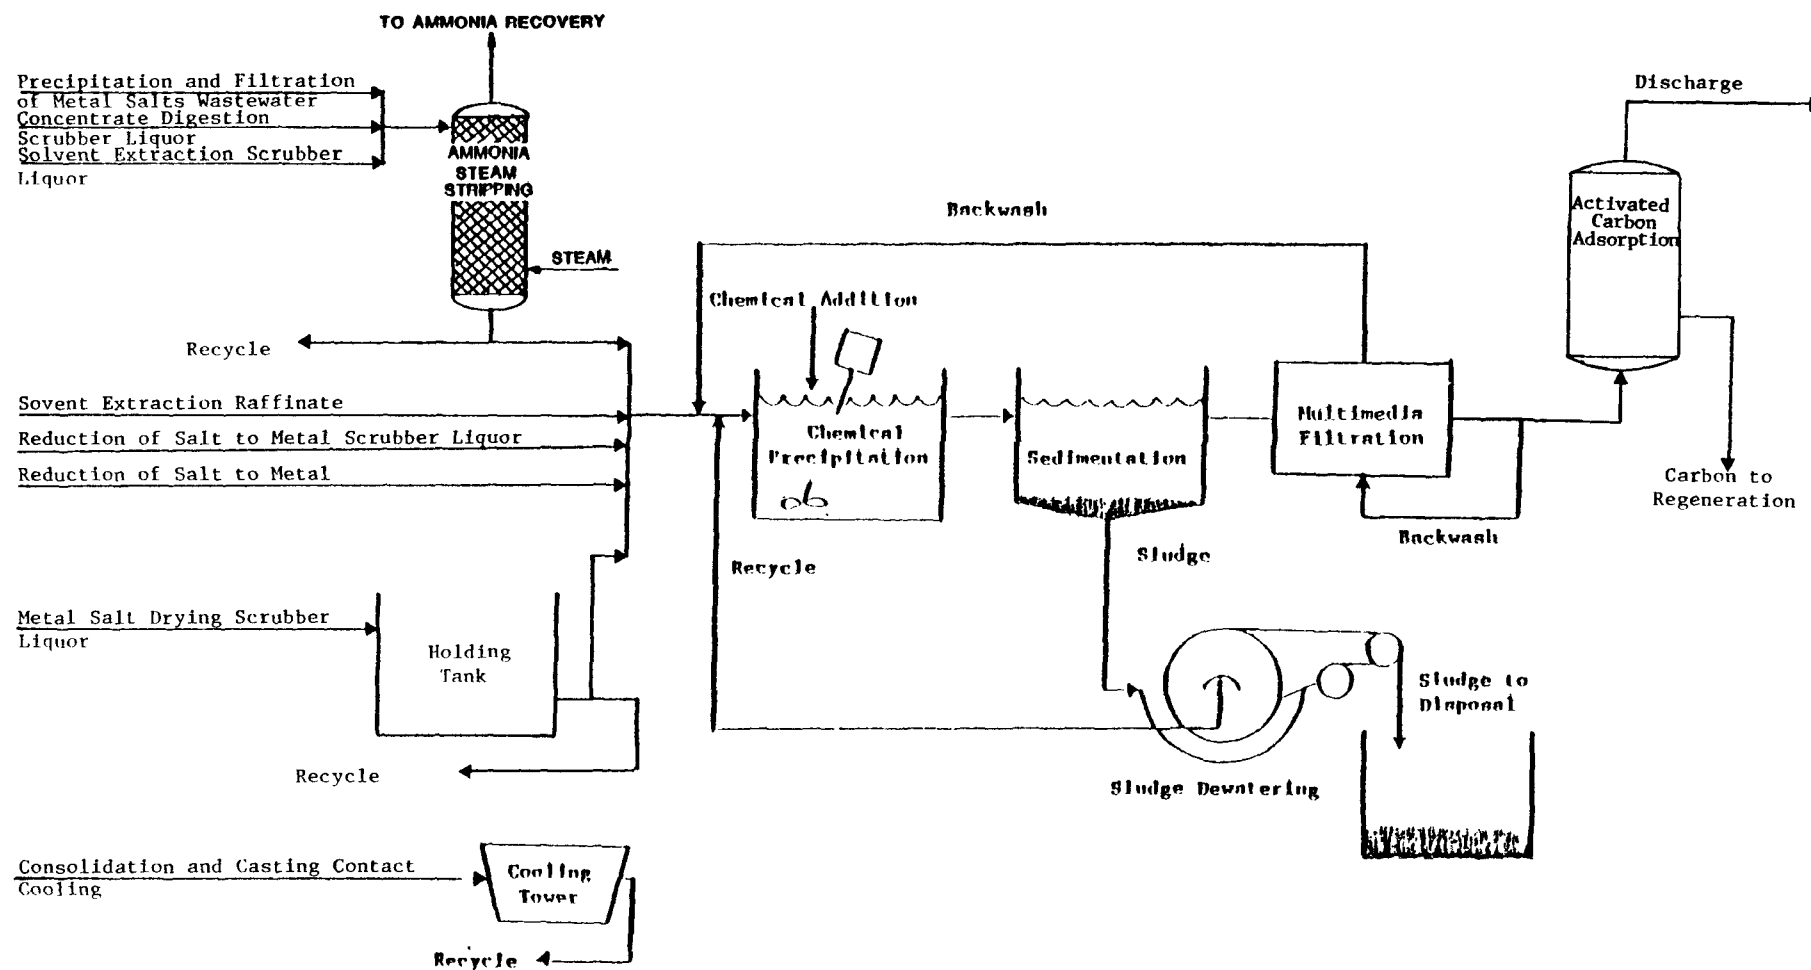 TO AMMONIA RECOVERY
Precipitation and Filtration
of Metal Salts Wastewater
Concentrate Digestion
Scrubber Liquor
Solvent Extraction Scrubber
Liquor
AMMONIA
STEAM
STRIPPING
STEAM
Recycle
Sovent Extraction Raffinate
Reduction of Salt to Metal Scrubber Liquor
Reduction of Salt to Metal
Metal Salt Drying Scrubber
Liquor
Holding
Tank
Recycle
Consolidation and Casting Contact
Cooling
Cooling
Tower
Recycle
Backwash
Chemical Addition
Chemical
Precipitation
Sedimentation
Multimedia
Filtration
Backwash
Recycle
Sludge
Sludge Dewatering
Sludge to
Disposal
Discharge
Activated
Carbon
Adsorption
Carbon to
Regeneration